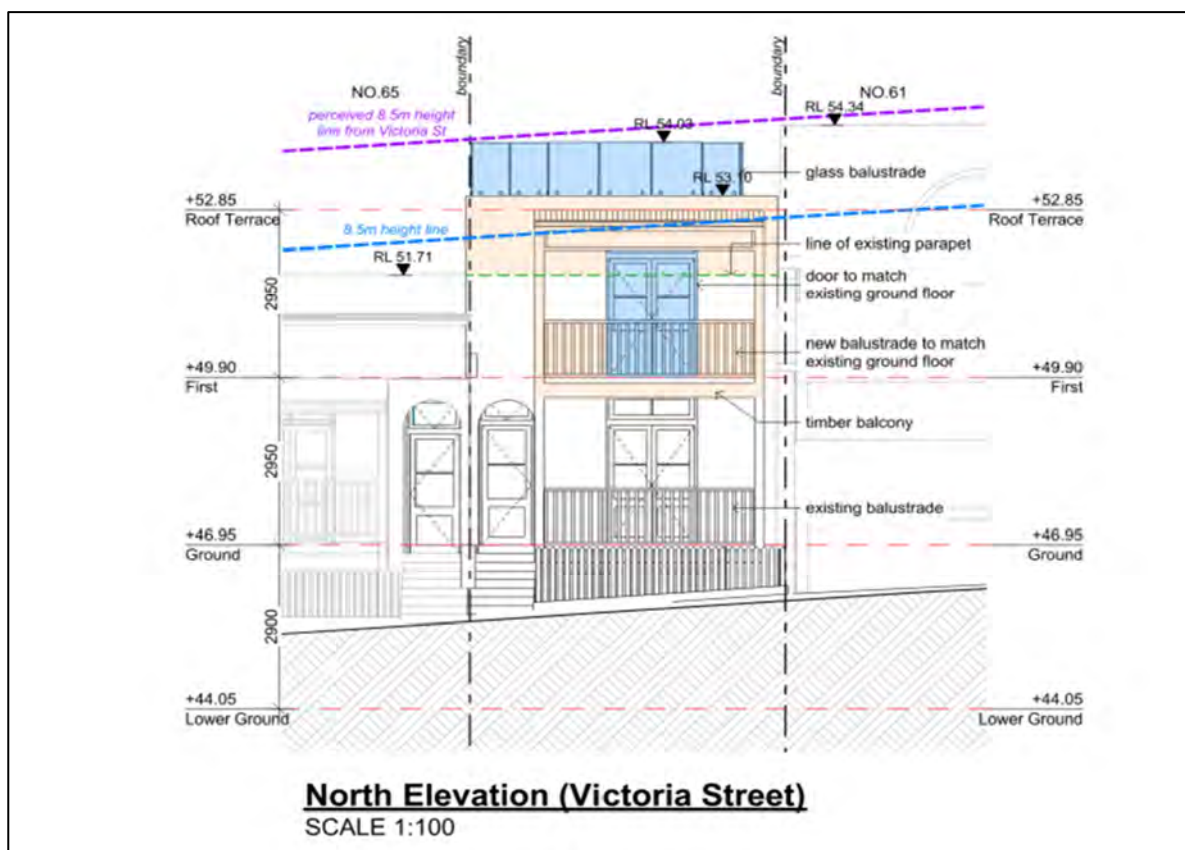 boundary
boundary
NO.65
NO.61
perceived 8.5m height
line from Victoria St
RL 54.34
RL 54.03
glass balustrade
RL 53.10
+52.85
Roof Terrace
+52.85
Roof Terrace
8.5m height line
line of existing parapet
RL 51.71
door to match
existing ground floor
2950
new balustrade to match
existing ground floor
+49.90
First
+49.90
First
timber balcony
2950
existing balustrade
+46.95
Ground
+46.95
Ground
2900
+44.05
Lower Ground
+44.05
Lower Ground
North Elevation (Victoria Street)
SCALE 1:100